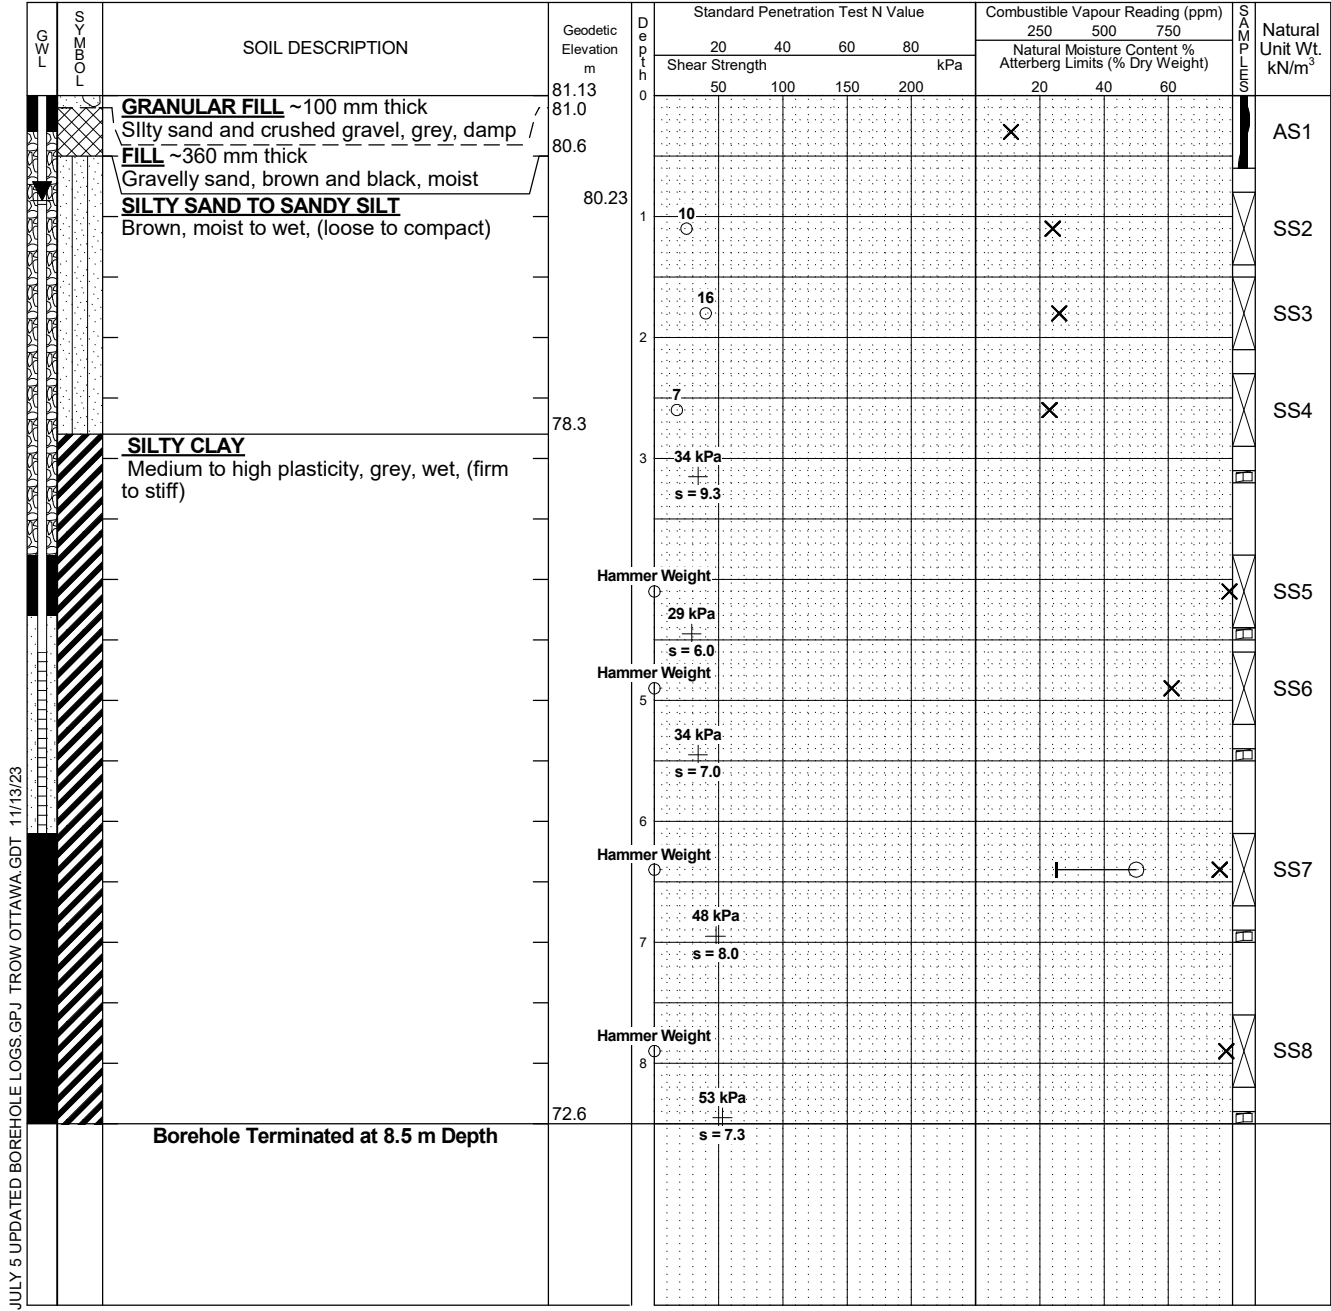 GWL
SYMBOL
SOIL DESCRIPTION
Geodetic
Elevation
m
Depth
Standard Penetration Test N Value
20 40 60 80
Shear Strength kPa
50 100 150 200
Combustible Vapour Reading (ppm)
250 500 750
Natural Moisture Content %
Atterberg Limits (% Dry Weight)
20 40 60
SAMPLES
Natural
Unit Wt.
kN/m³
81.13
0
GRANULAR FILL ~100 mm thick
81.0
SIlty sand and crushed gravel, grey, damp
AS1
80.6
FILL ~360 mm thick
Gravelly sand, brown and black, moist
80.23
SILTY SAND TO SANDY SILT
Brown, moist to wet, (loose to compact)
1
10
SS2
16
SS3
2
7
SS4
78.3
SILTY CLAY
Medium to high plasticity, grey, wet, (firm
to stiff)
3
34 kPa
s = 9.3
Hammer Weight
SS5
29 kPa
s = 6.0
Hammer Weight
SS6
5
34 kPa
s = 7.0
6
Hammer Weight
SS7
48 kPa
7
s = 8.0
Hammer Weight
SS8
8
53 kPa
72.6
s = 7.3
Borehole Terminated at 8.5 m Depth
JULY 5 UPDATED BOREHOLE LOGS.GPJ TROW OTTAWA.GDT 11/13/23